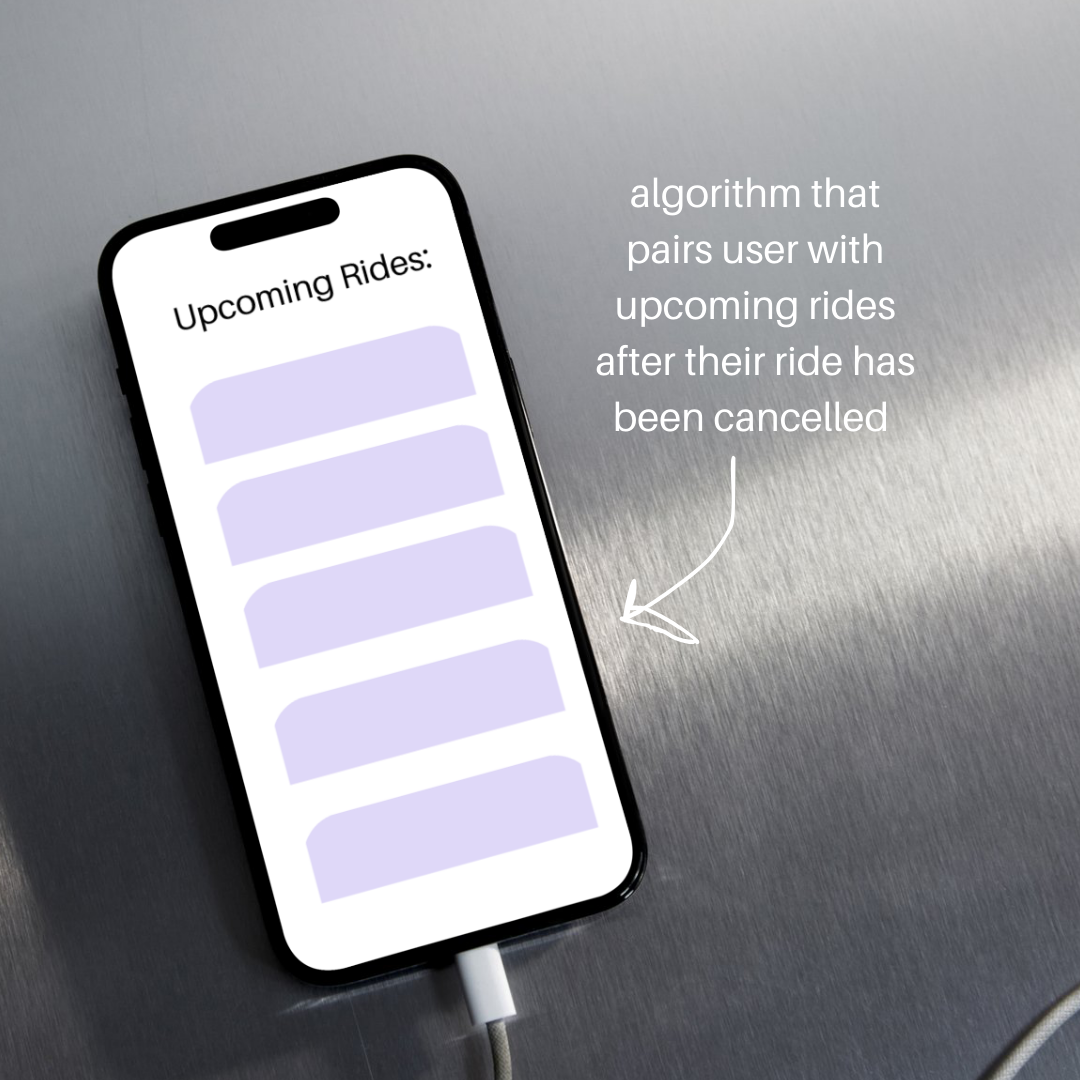 Upcoming Rides:
algorithm that
pairs user with
upcoming rides
after their ride has
been cancelled